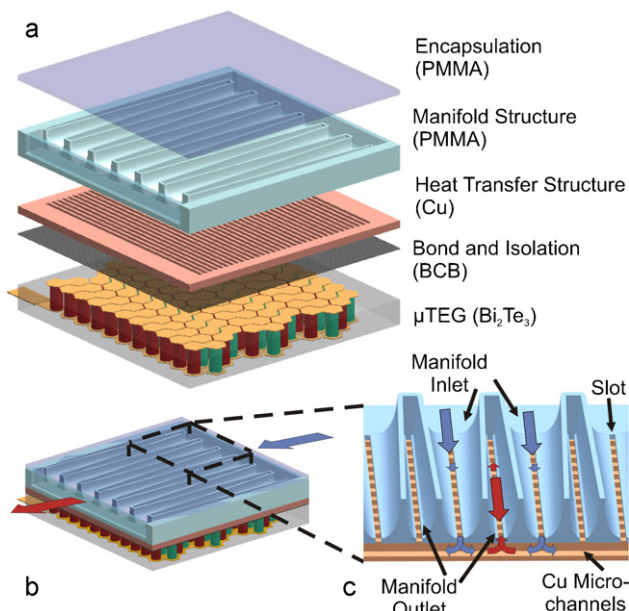 a
Encapsulation
(PMMA)
Manifold Structure
(PMMA)
Heat Transfer Structure
(Cu)
Bond and Isolation
(BCB)
µTEG (Bi₂Te₃)
Manifold
Inlet
Slot
b
Manifold
Outlet
c
Cu Micro-
channels